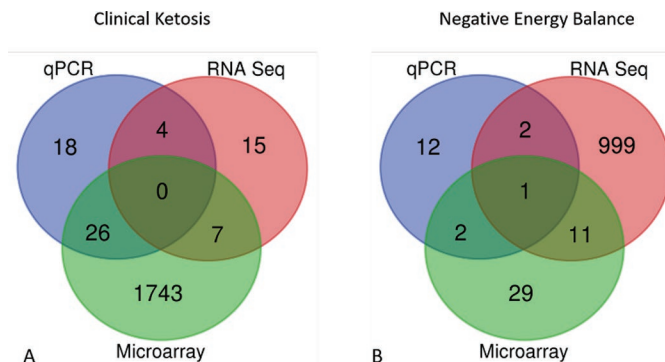 Clinical Ketosis
qPCR
RNA Seq
18
4
15
0
26
7
1743
A
Microarray
Negative Energy Balance
qPCR
RNA Seq
12
2
999
1
2
11
29
B
Microarray